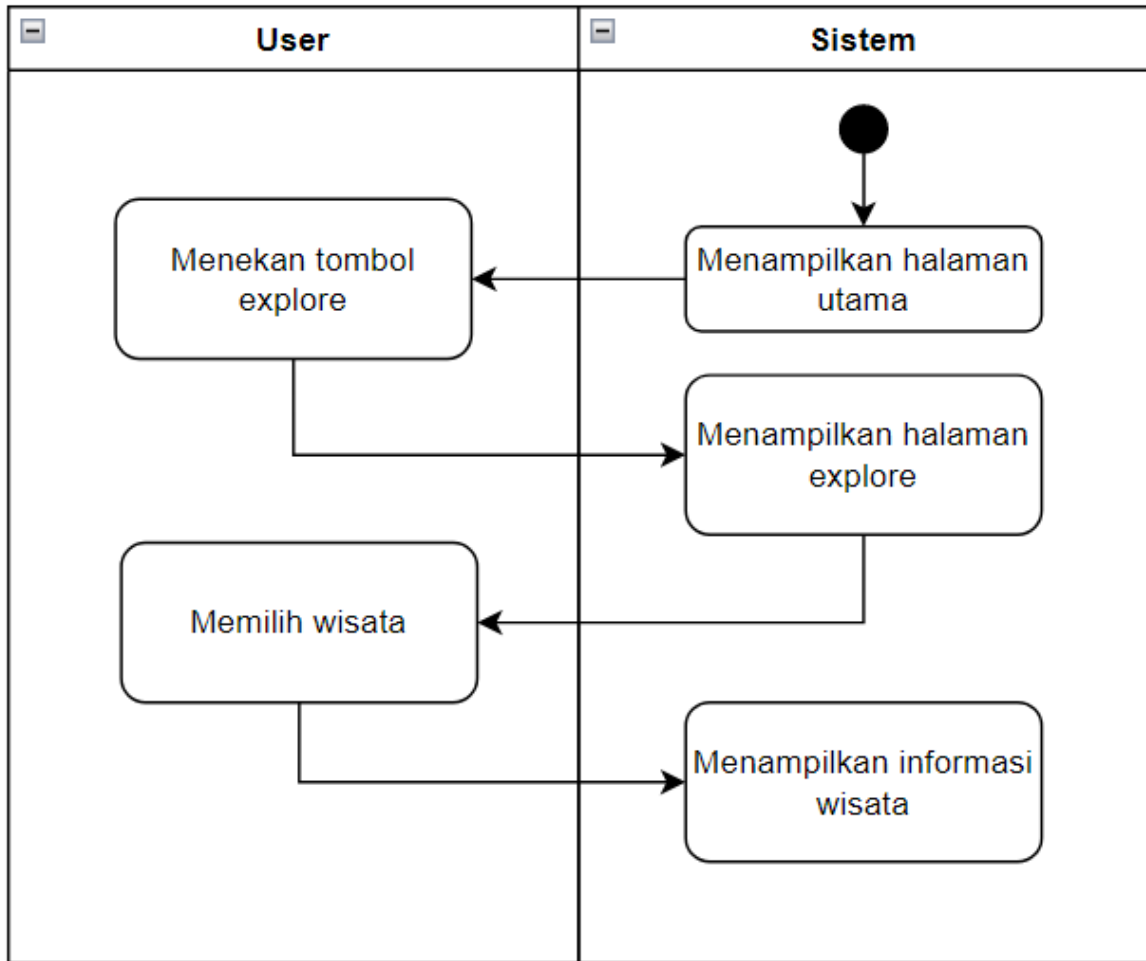 User
Sistem
Menekan tombol
explore
Menampilkan halaman
utama
Menampilkan halaman
explore
Memilih wisata
Menampilkan informasi
wisata